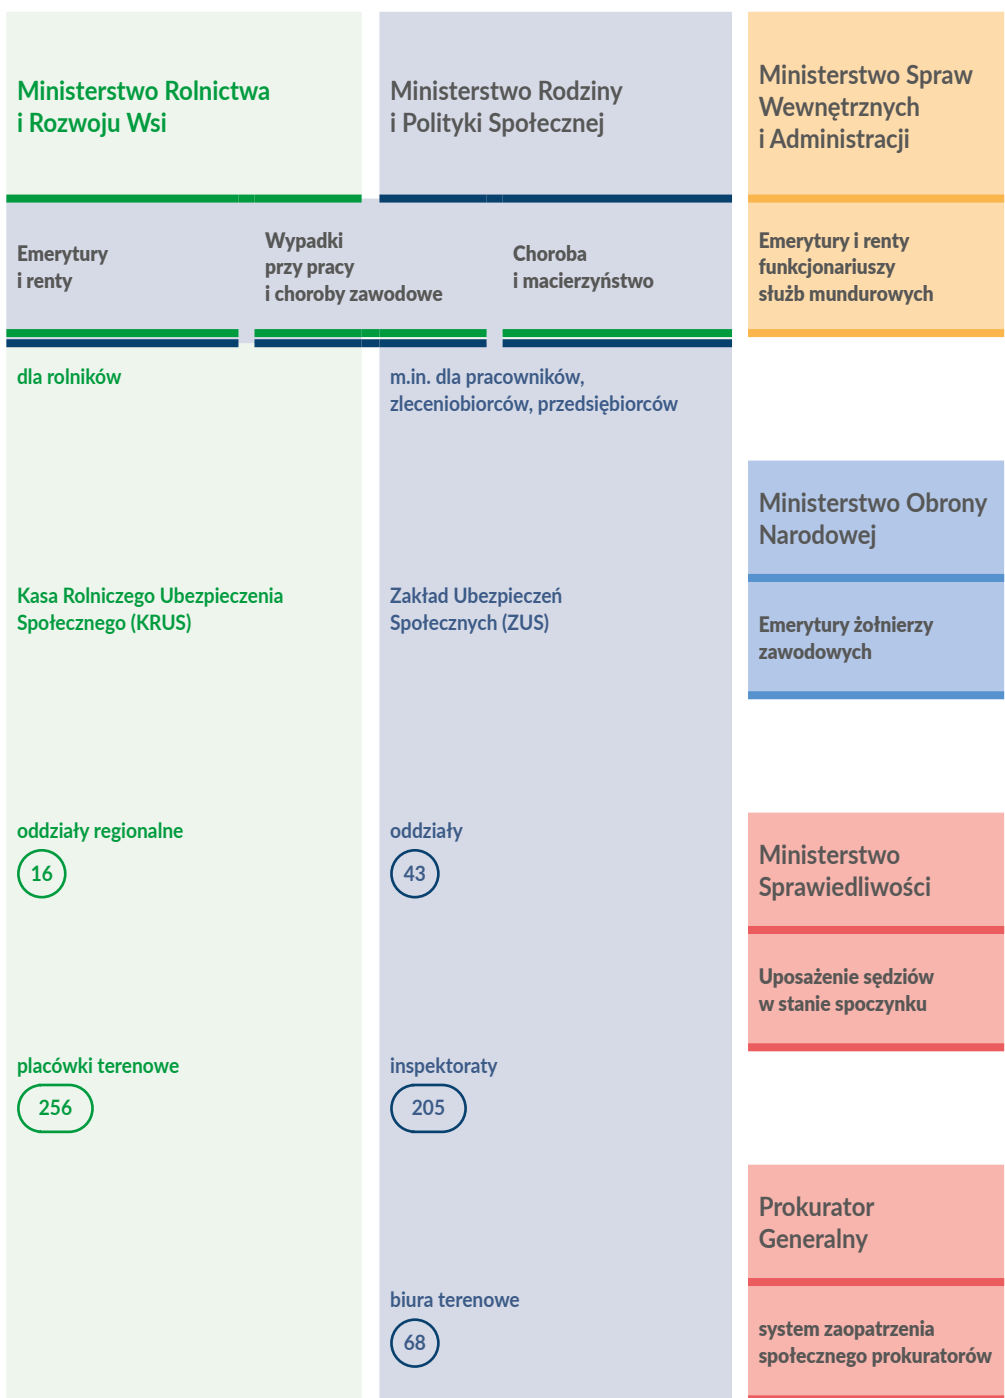 Ministerstwo Rolnictwa
i Rozwoju Wsi
Ministerstwo Rodziny
i Polityki Społecznej
Ministerstwo Spraw
Wewnętrznych
i Administracji
Emerytury
i renty
Wypadki
przy pracy
i choroby zawodowe
Choroba
i macierzyństwo
Emerytury i renty
funkcjonariuszy
służb mundurowych
dla rolników
m.in. dla pracowników,
zleceniobiorców, przedsiębiorców
Kasa Rolniczego Ubezpieczenia
Społecznego (KRUS)
Zakład Ubezpieczeń
Społecznych (ZUS)
oddziały regionalne
16
oddziały
43
placówki terenowe
256
inspektoraty
205
biura terenowe
68
Ministerstwo Obrony
Narodowej
Emerytury żołnierzy
zawodowych
Ministerstwo
Sprawiedliwości
Uposażenie sędziów
w stanie spoczynku
Prokurator
Generalny
system zaopatrzenia
społecznego prokuratorów